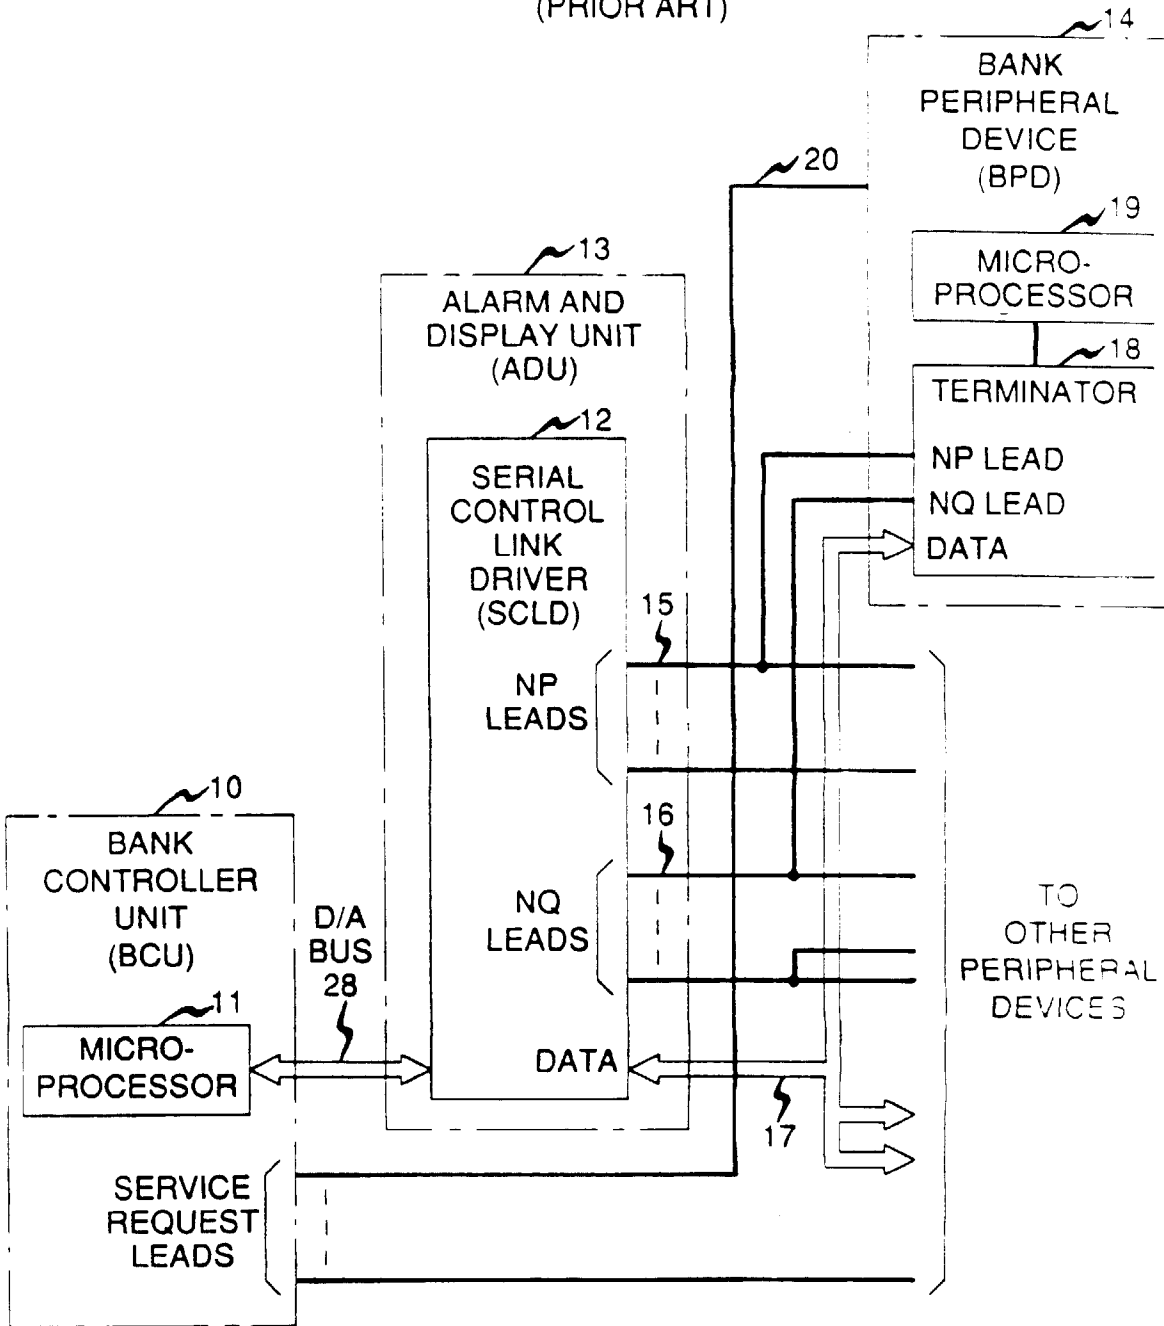 (PRIOR ART)
14
BANK
PERIPHERAL
DEVICE
(BPD)
20
19
MICRO-
PROCESSOR
18
TERMINATOR
NP LEAD
NQ LEAD
DATA
13
ALARM AND
DISPLAY UNIT
(ADU)
12
SERIAL
CONTROL
LINK
DRIVER
(SCLD)
15
NP
LEADS
16
NQ
LEADS
DATA
17
10
BANK
CONTROLLER
UNIT
(BCU)
D/A
BUS
28
11
MICRO-
PROCESSOR
SERVICE
REQUEST
LEADS
TO
OTHER
PERIPHERAL
DEVICES